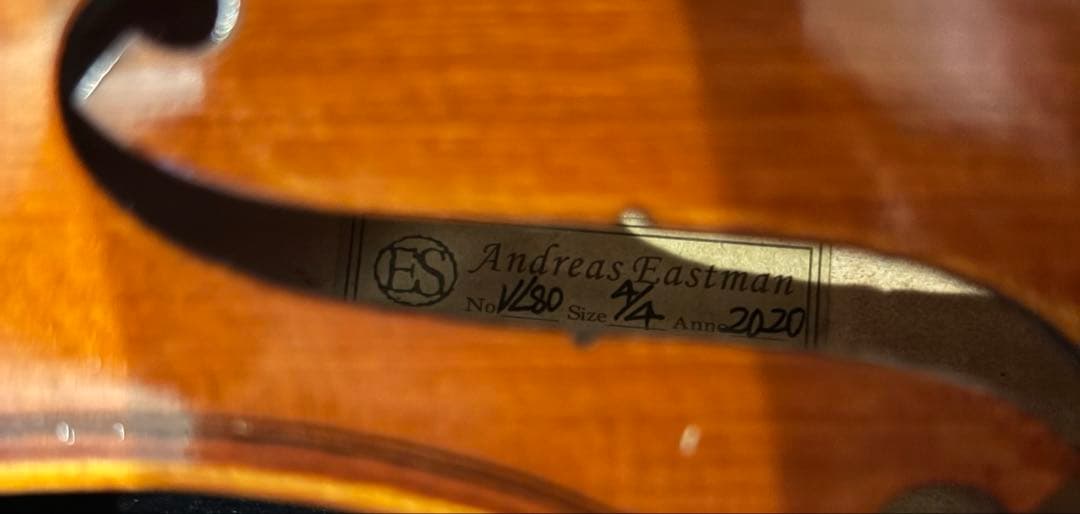 ES Andreas Eastman
No VL80 Size 4/4 Anno 2020